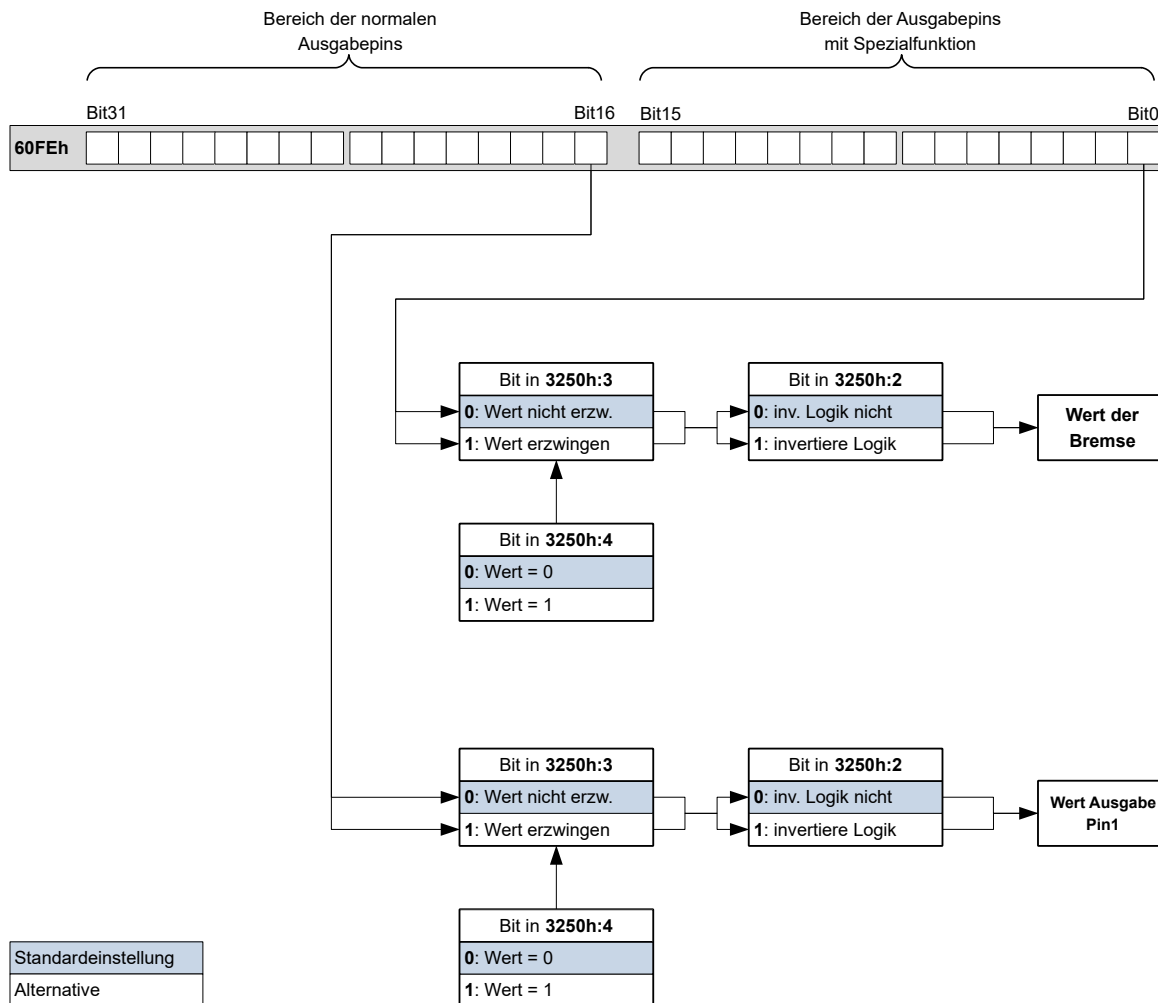 Bereich der normalen
Ausgabepins
Bereich der Ausgabepins
mit Spezialfunktion
Bit31
Bit16
Bit15
Bit0
60FEh
Bit in 3250h:3
0: Wert nicht erzw.
1: Wert erzwingen
Bit in 3250h:2
0: inv. Logik nicht
1: invertiere Logik
Wert der
Bremse
Bit in 3250h:4
0: Wert = 0
1: Wert = 1
Bit in 3250h:3
0: Wert nicht erzw.
1: Wert erzwingen
Bit in 3250h:2
0: inv. Logik nicht
1: invertiere Logik
Wert Ausgabe
Pin1
Bit in 3250h:4
0: Wert = 0
1: Wert = 1
Standardeinstellung
Alternative